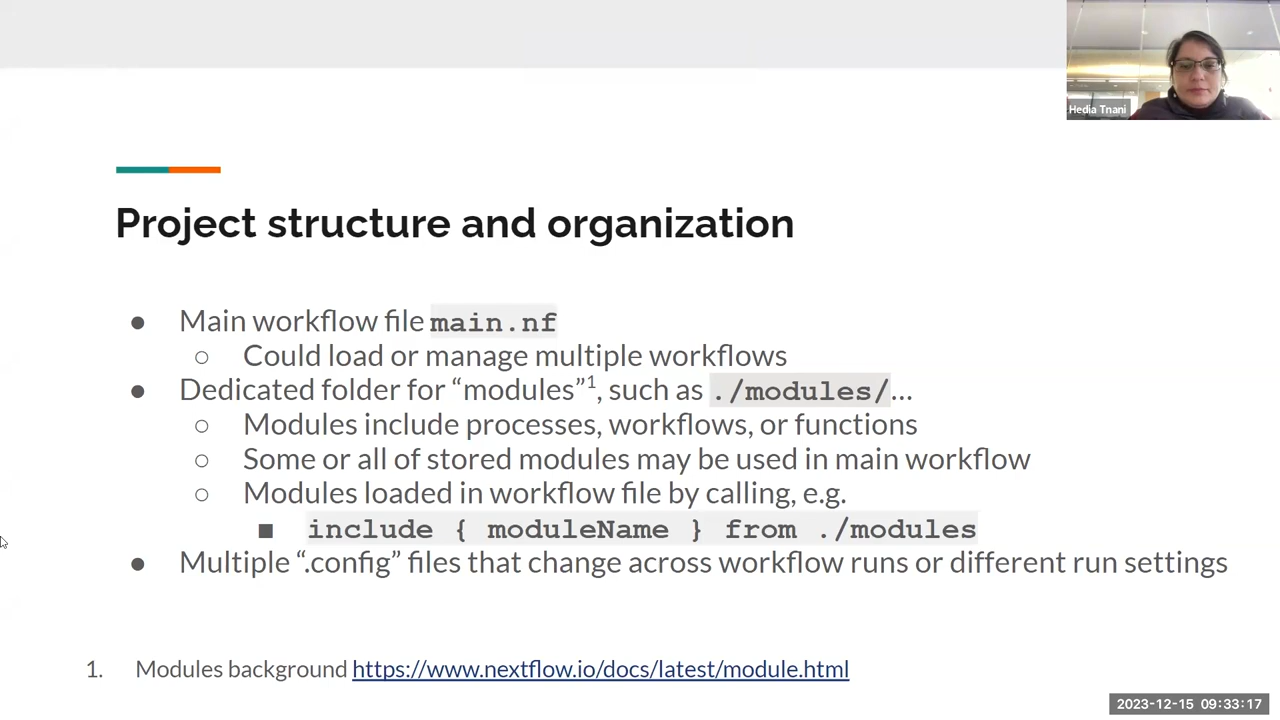 Hedia Tnani
Project structure and organization
● Main workflow file main.nf
○ Could load or manage multiple workflows
● Dedicated folder for “modules”1, such as ./modules/...
○ Modules include processes, workflows, or functions
○ Some or all of stored modules may be used in main workflow
○ Modules loaded in workflow file by calling, e.g.
■ include { moduleName } from ./modules
● Multiple “.config” files that change across workflow runs or different run settings
1. Modules background https://www.nextflow.io/docs/latest/module.html
2023-12-15 09:33:17